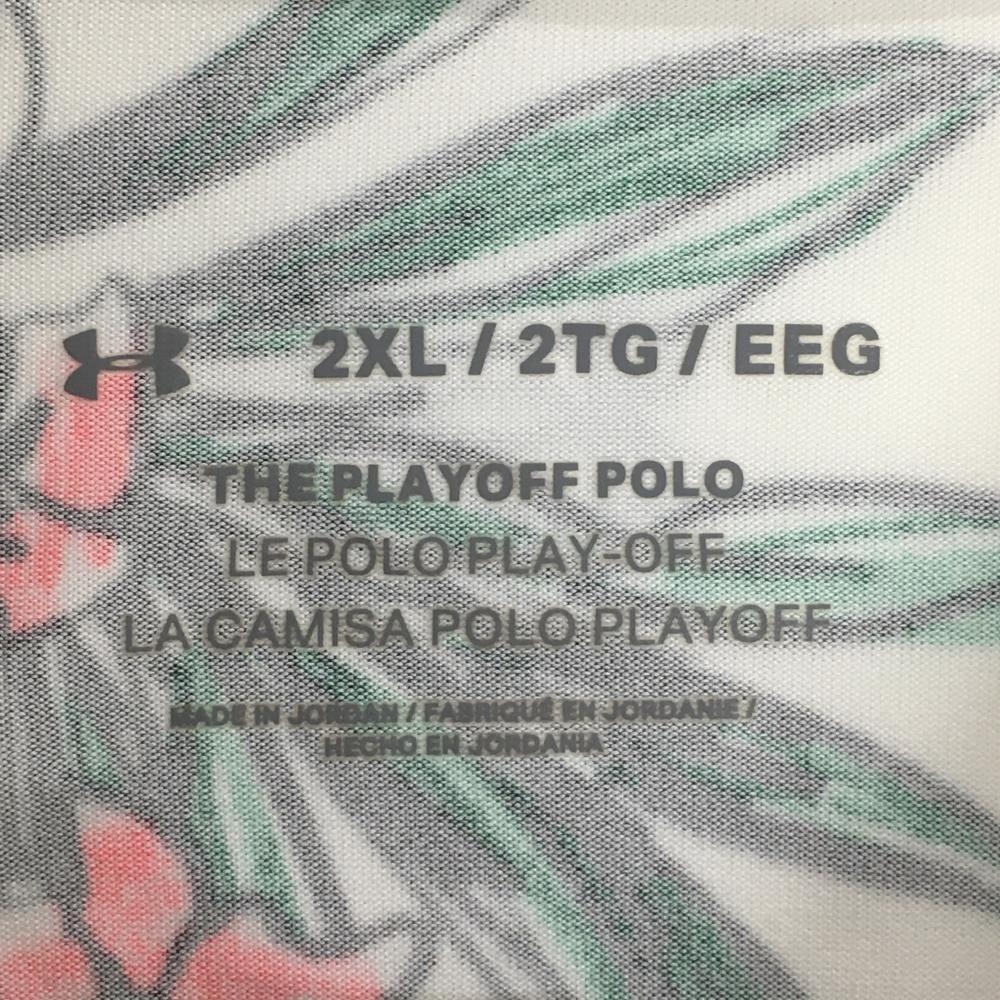 2XL / 2TG / EEG
THE PLAYOFF POLO
LE POLO PLAY-OFF
LA CAMISA POLO PLAYOFF
MADE IN JORDAN / FABRIQUÉ EN JORDANIE /
HECHO EN JORDANIA